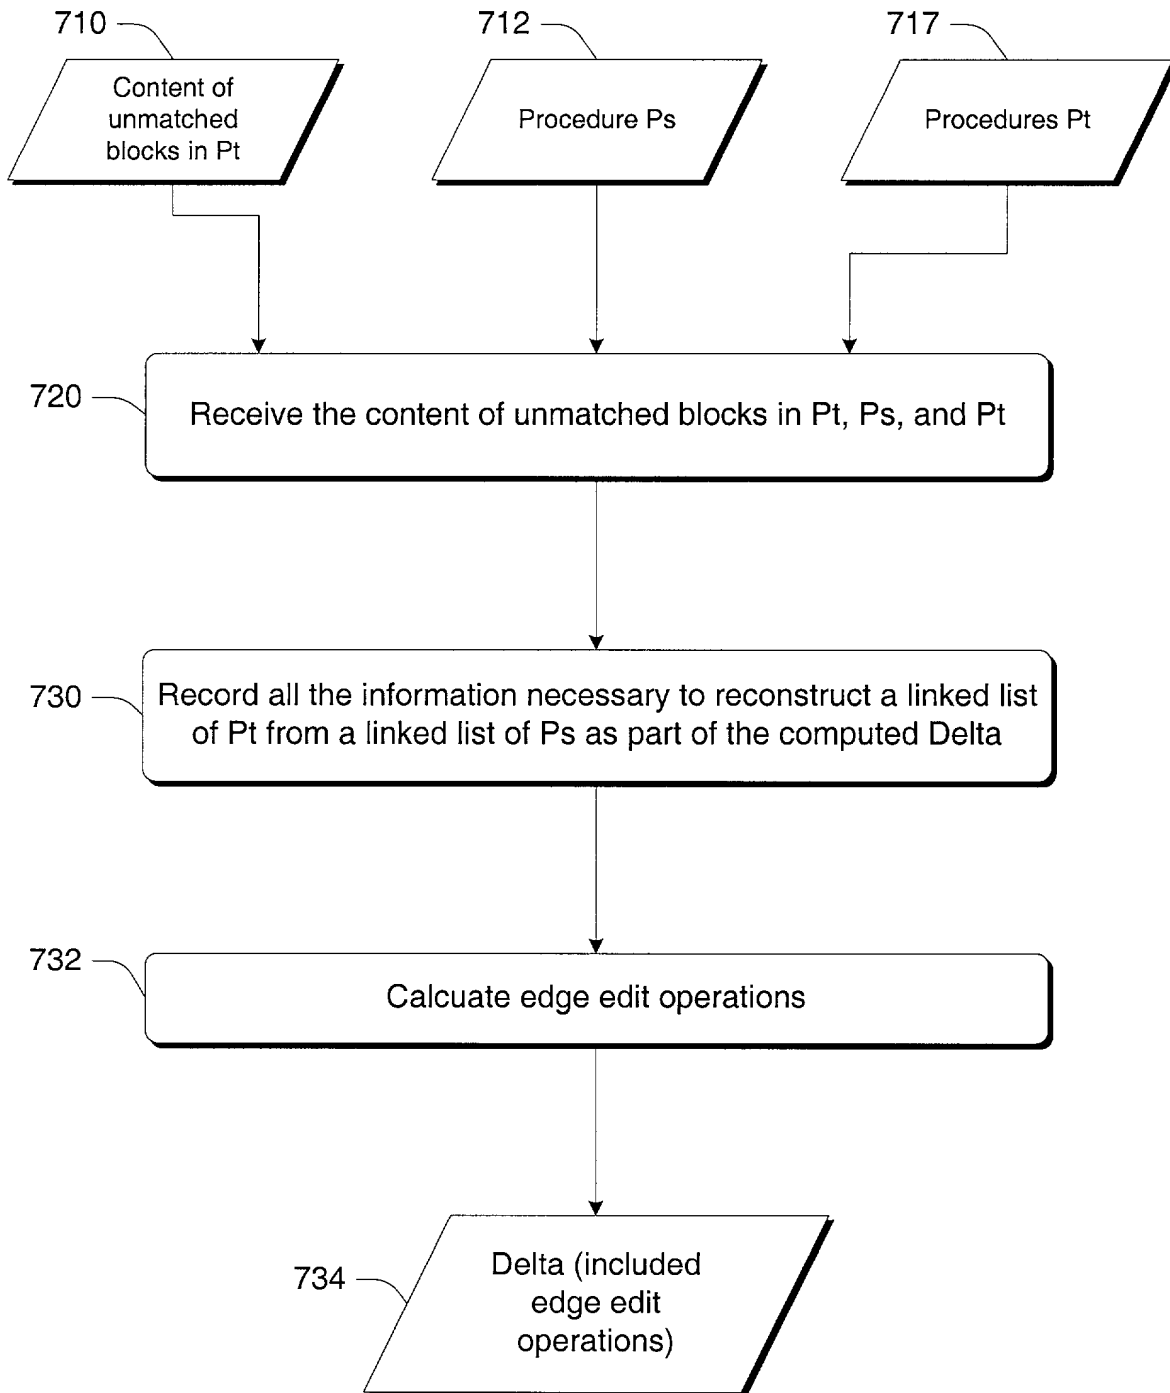 710
712
717
Content of
unmatched
blocks in Pt
Procedure Ps
Procedures Pt
720
Receive the content of unmatched blocks in Pt, Ps, and Pt
730
Record all the information necessary to reconstruct a linked list
of Pt from a linked list of Ps as part of the computed Delta
732
Calcuate edge edit operations
734
Delta (included
edge edit
operations)